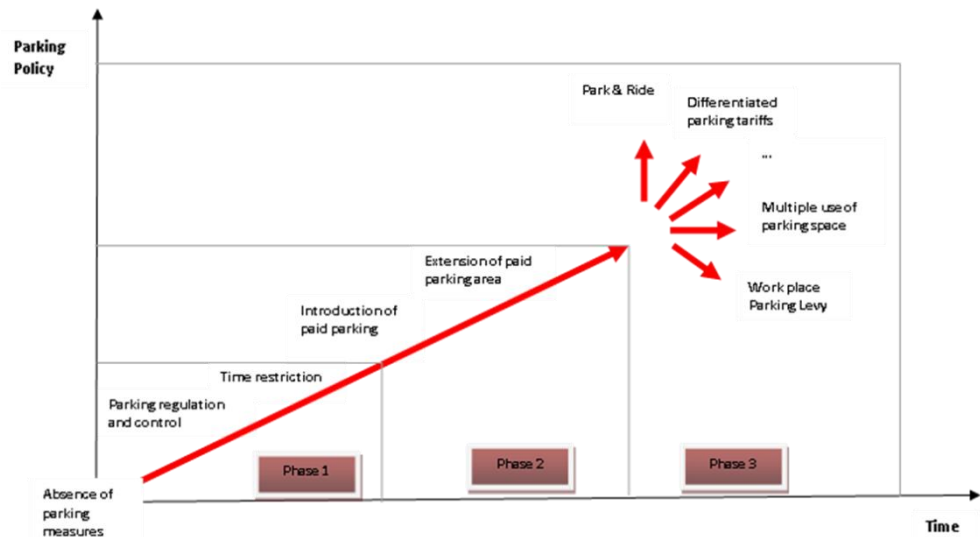 Parking
Policy
Park & Ride
Differentiated
parking tariffs
...
Multiple use of
parking space
Extension of paid
parking area
Work place
Parking Levy
Introduction of
paid parking
Time restriction
Parking regulation
and control
Phase 1
Phase 2
Phase 3
Absence of
parking
measures
Time